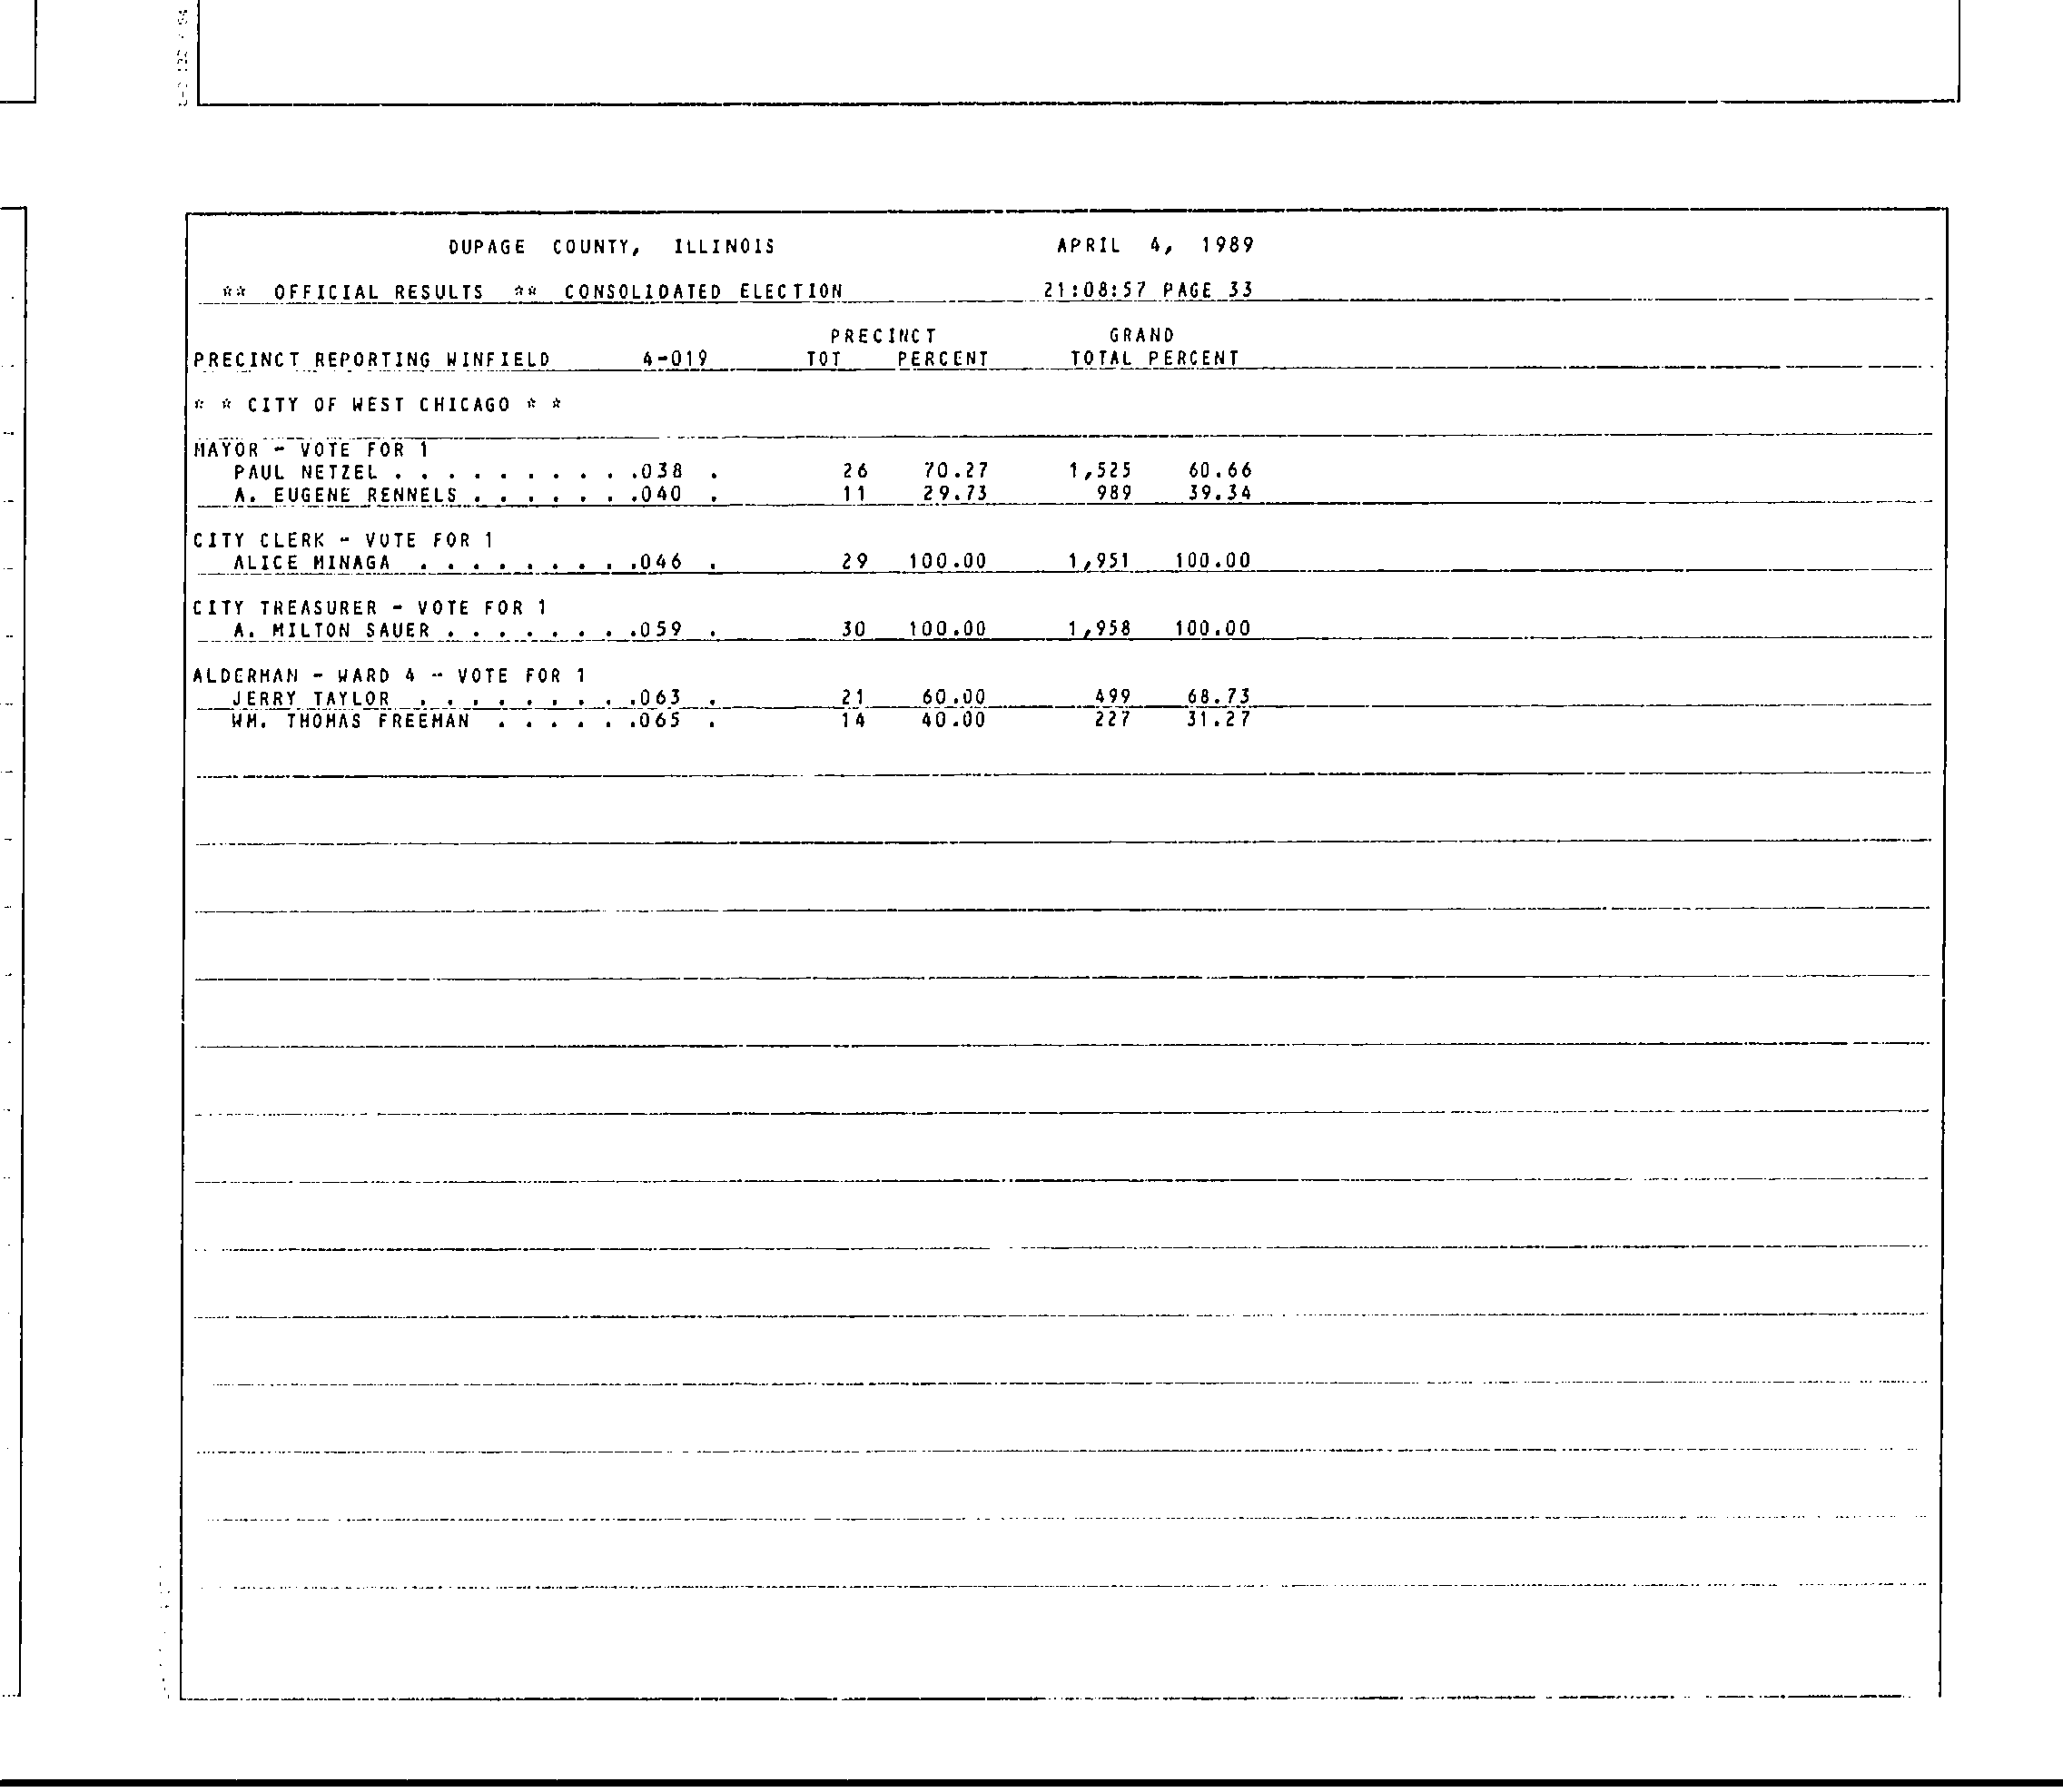 DUPAGE COUNTY, ILLINOIS APRIL 4, 1989
** OFFICIAL RESULTS ** CONSOLIDATED ELECTION 21:08:57 PAGE 33
PRECINCT GRAND
PRECINCT REPORTING WINFIELD 4-019 TOT PERCENT TOTAL PERCENT
* * CITY OF WEST CHICAGO * *
MAYOR - VOTE FOR 1
PAUL NETZEL . . . . . . . . . .038 . 26 70.27 1,525 60.66
A. EUGENE RENNELS . . . . . . .040 . 11 29.73 989 39.34
CITY CLERK - VOTE FOR 1
ALICE MINAGA . . . . . . . . .046 . 29 100.00 1,951 100.00
CITY TREASURER - VOTE FOR 1
A. MILTON SAUER . . . . . . . .059 . 30 100.00 1,958 100.00
ALDERMAN - WARD 4 - VOTE FOR 1
JERRY TAYLOR . . . . . . . . .063 . 21 60.00 499 68.73
WM. THOMAS FREEMAN . . . . . .065 . 14 40.00 227 31.27